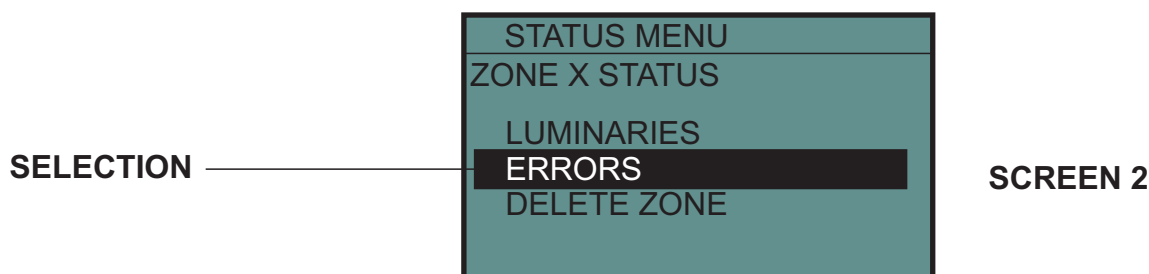 STATUS MENU
ZONE X STATUS
LUMINARIES
SELECTION
ERRORS
SCREEN 2
DELETE ZONE